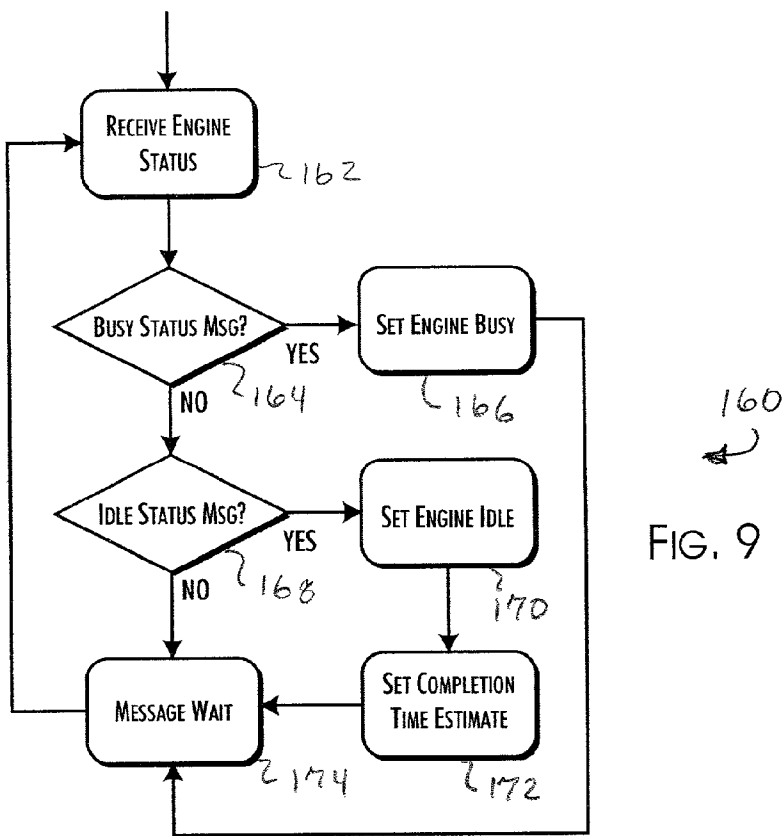 RECEIVE ENGINE
STATUS
162
BUSY STATUS MSG?
YES
164
NO
SET ENGINE BUSY
166
160
IDLE STATUS MSG?
YES
168
NO
SET ENGINE IDLE
170
FIG. 9
MESSAGE WAIT
174
SET COMPLETION
TIME ESTIMATE
172